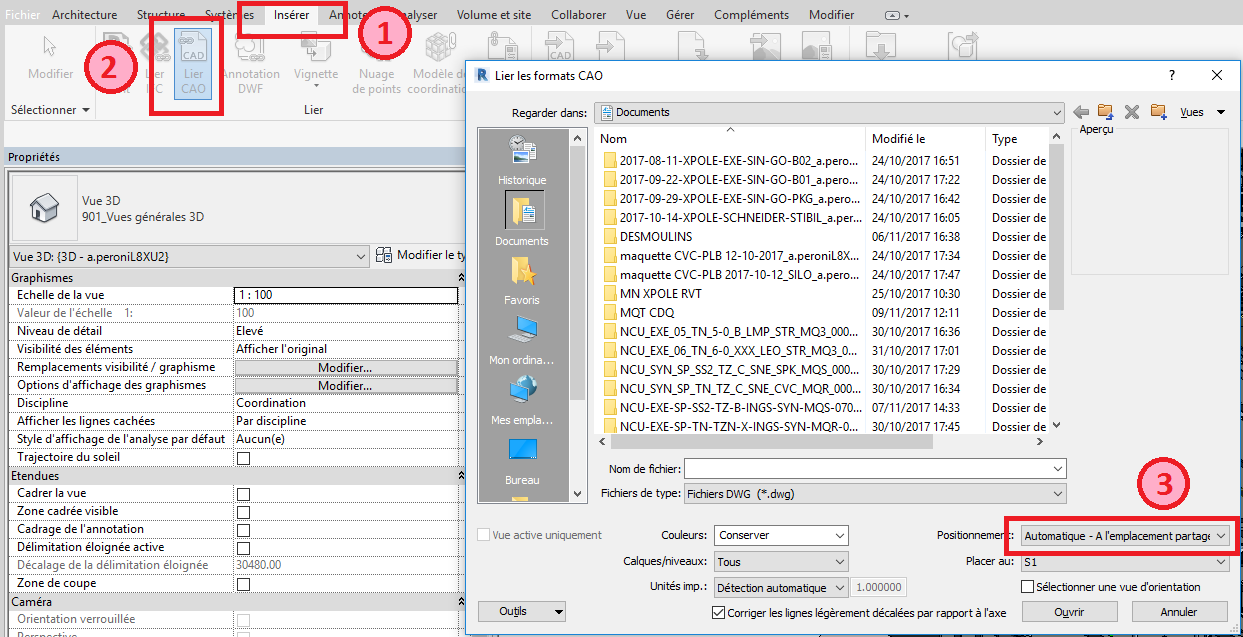 Fichier Architecture Structure Systèmes Insérer Analyser Volume et site Collaborer Vue Gérer Compléments Modifier
1
2
Modifier
Lier
CAO
Annotation
DWF
Vignette
Nuage
de points
Modèle de
Sélectionner
Lier
Propriétés
Vue 3D
901_Vues générales 3D
Vue 3D: {3D - a.peroniL8XU2}
Modifier le ty
Graphismes
Echelle de la vue 1 : 100
Valeur de l'échelle 1: 100
Niveau de détail Elevé
Visibilité des éléments Afficher l'original
Remplacements visibilité / graphisme Modifier...
Options d'affichage des graphismes Modifier...
Discipline Coordination
Afficher les lignes cachées Par discipline
Style d'affichage de l'analyse par défaut Aucun(e)
Trajectoire du soleil
Etendues
Cadrer la vue
Zone cadrée visible
Cadrage de l'annotation
Délimitation éloignée active
Décalage de la délimitation éloignée 30480.00
Zone de coupe
Caméra
Orientation verrouillée
R Lier les formats CAO ?
Regarder dans: Documents Vues
Aperçu
Historique
Documents
Favoris
Mon ordina...
Mes empla...
Bureau
Nom Modifié le Type
2017-08-11-XPOLE-EXE-SIN-GO-B02_a.pero... 24/10/2017 16:51 Dossier de
2017-09-22-XPOLE-EXE-SIN-GO-B01_a.pero... 24/10/2017 17:22 Dossier de
2017-09-29-XPOLE-EXE-SIN-GO-PKG_a.pero... 24/10/2017 16:42 Dossier de
2017-10-14-XPOLE-SCHNEIDER-STIBIL_a.per... 24/10/2017 16:05 Dossier de
DESMOULINS 06/11/2017 16:38 Dossier de
maquette CVC-PLB 12-10-2017_a.peroniL8X... 24/10/2017 17:34 Dossier de
maquette CVC-PLB 2017-10-12_SILO_a.pero... 24/10/2017 17:47 Dossier de
MN XPOLE RVT 25/10/2017 10:30 Dossier de
MQT CDQ 09/11/2017 12:11 Dossier de
NCU_EXE_05_TN_5-0_B_LMP_STR_MQ3_000... 30/10/2017 16:36 Dossier de
NCU_EXE_06_TN_6-0_XXX_LEO_STR_MQ3_0... 31/10/2017 17:01 Dossier de
NCU_SYN_SP_SS2_TZ_C_SNE_SPK_MQS_000... 30/10/2017 17:29 Dossier de
NCU_SYN_SP_TN_TZ_C_SNE_CVC_MQR_000... 30/10/2017 16:34 Dossier de
NCU-EXE-SP-SS2-TZ-B-INGS-SYN-MQS-070... 07/11/2017 14:33 Dossier de
NCU-EXE-SP-TN-TZN-X-INGS-SYN-MQR-0... 30/10/2017 17:45 Dossier de
Nom de fichier:
Fichiers de type: Fichiers DWG (*.dwg)
3
Vue active uniquement
Couleurs: Conserver
Calques/niveaux: Tous
Unités imp.: Détection automatique 1.000000
Corriger les lignes légèrement décalées par rapport à l'axe
Positionnement: Automatique - A l'emplacement partagé
Placer au: S1
Sélectionner une vue d'orientation
Outils Ouvrir Annuler